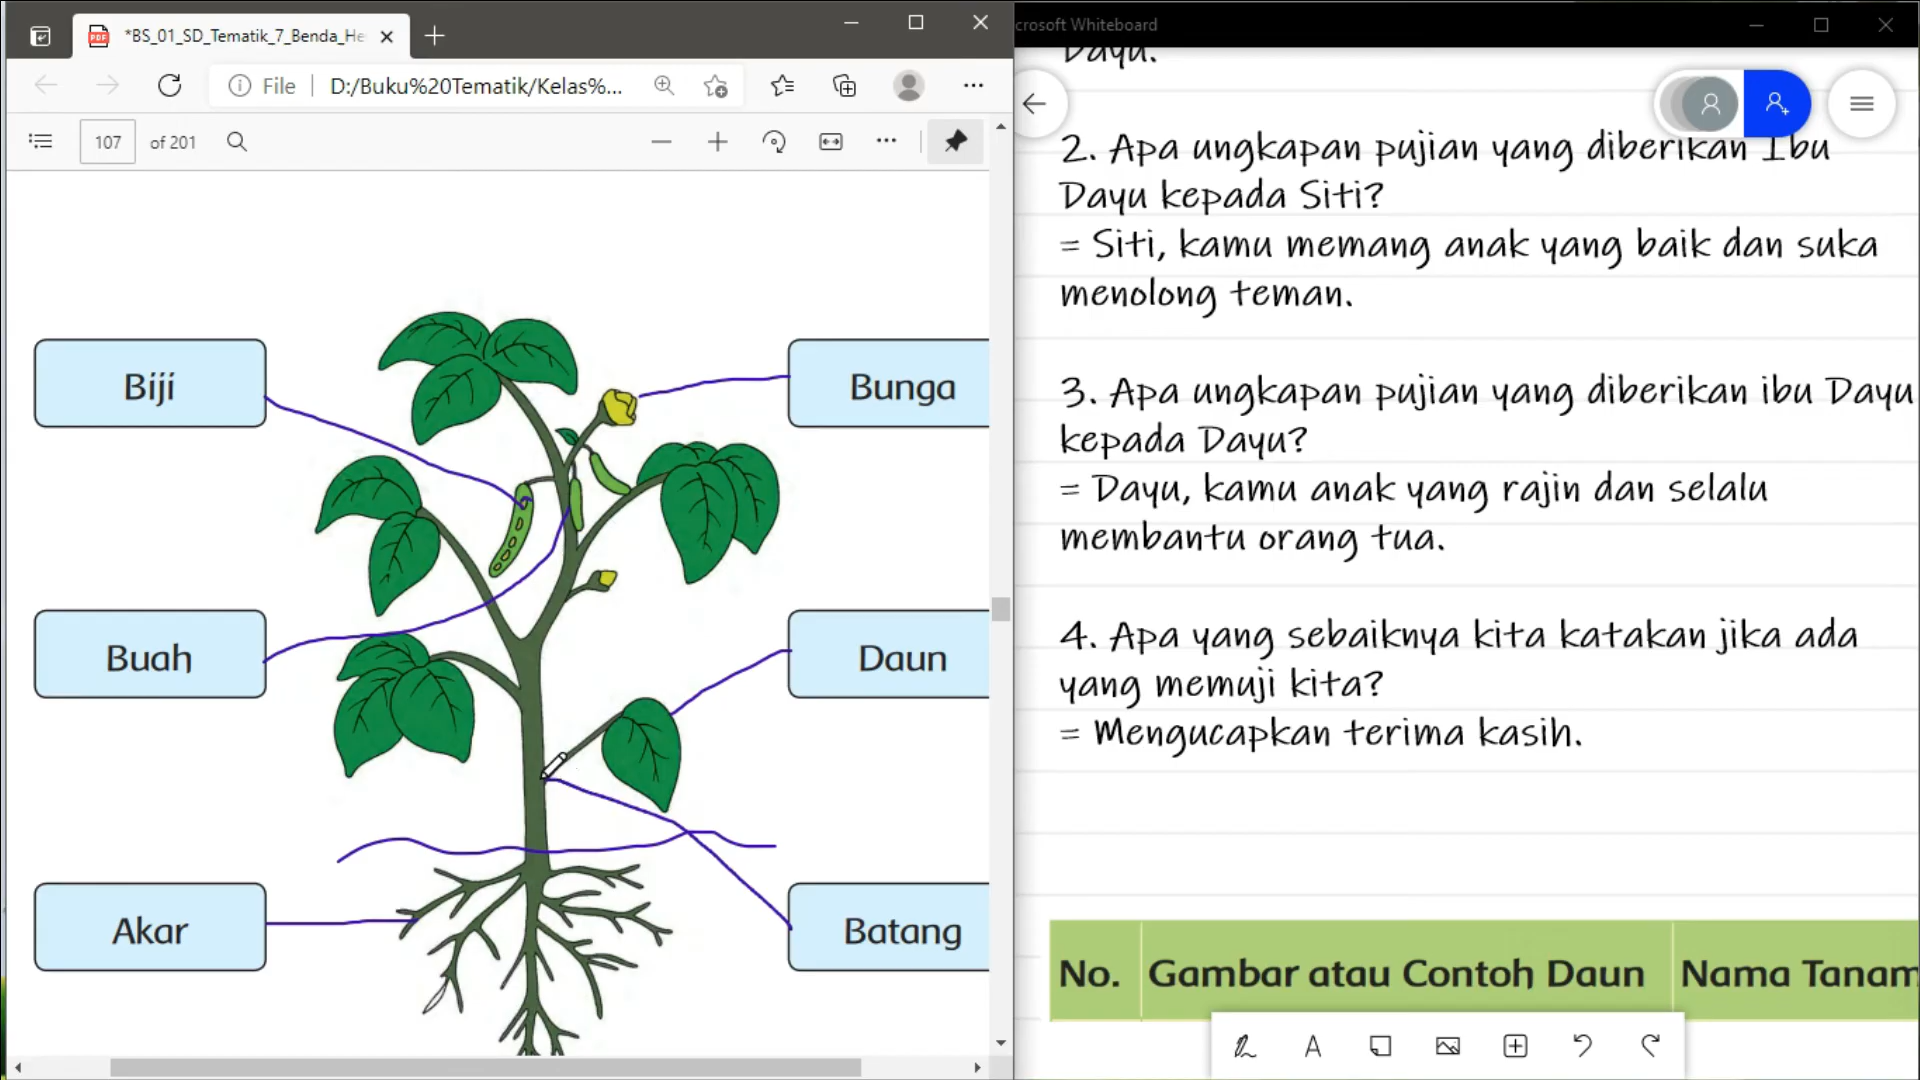 *BS_01_SD_Tematik_7_Benda_He
File
D:/Buku%20Tematik/Kelas%...
107 of 201
Biji
Bunga
Buah
Daun
Akar
Batang
crosoft Whiteboard
Dayu.
2. Apa ungkapan pujian yang diberikan Ibu
Dayu kepada Siti?
= Siti, kamu memang anak yang baik dan suka
menolong teman.
3. Apa ungkapan pujian yang diberikan ibu Dayu
kepada Dayu?
= Dayu, kamu anak yang rajin dan selalu
membantu orang tua.
4. Apa yang sebaiknya kita katakan jika ada
yang memuji kita?
= Mengucapkan terima kasih.
No. Gambar atau Contoh Daun Nama Tanam